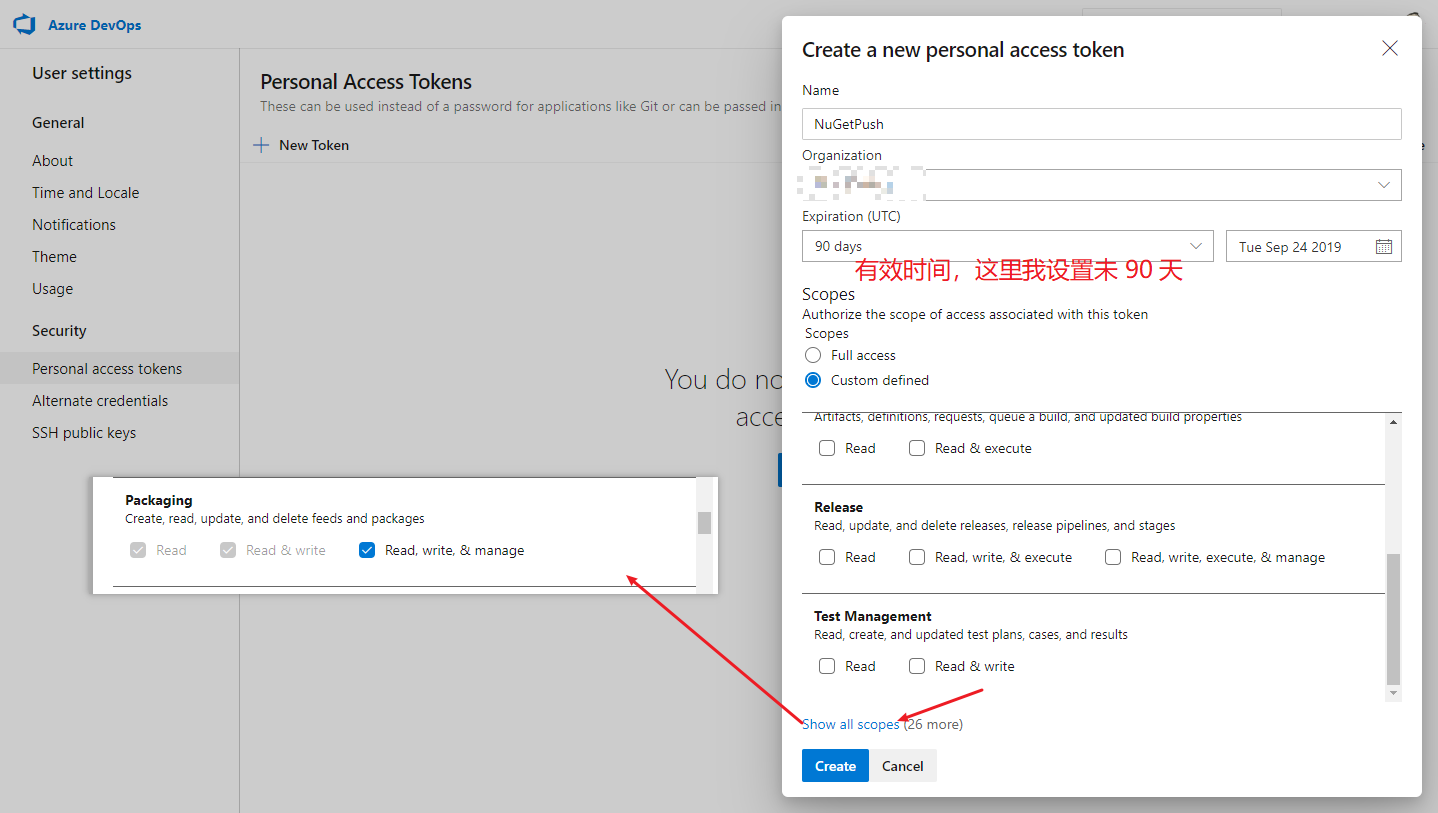 Azure DevOps
User settings
General
About
Time and Locale
Notifications
Theme
Usage
Security
Personal access tokens
Alternate credentials
SSH public keys
Personal Access Tokens
These can be used instead of a password for applications like Git or can be passed in
New Token
You do no
acce
Packaging
Create, read, update, and delete feeds and packages
Read Read & write Read, write, & manage
Create a new personal access token
Name
NuGetPush
Organization
Expiration (UTC)
90 days Tue Sep 24 2019
有效时间，这里我设置未 90 天
Scopes
Authorize the scope of access associated with this token
Scopes
Full access
Custom defined
Artifacts, definitions, requests, queue a build, and updated build properties
Read Read & execute
Release
Read, update, and delete releases, release pipelines, and stages
Read Read, write, & execute Read, write, execute, & manage
Test Management
Read, create, and updated test plans, cases, and results
Read Read & write
Show all scopes (26 more)
Create Cancel